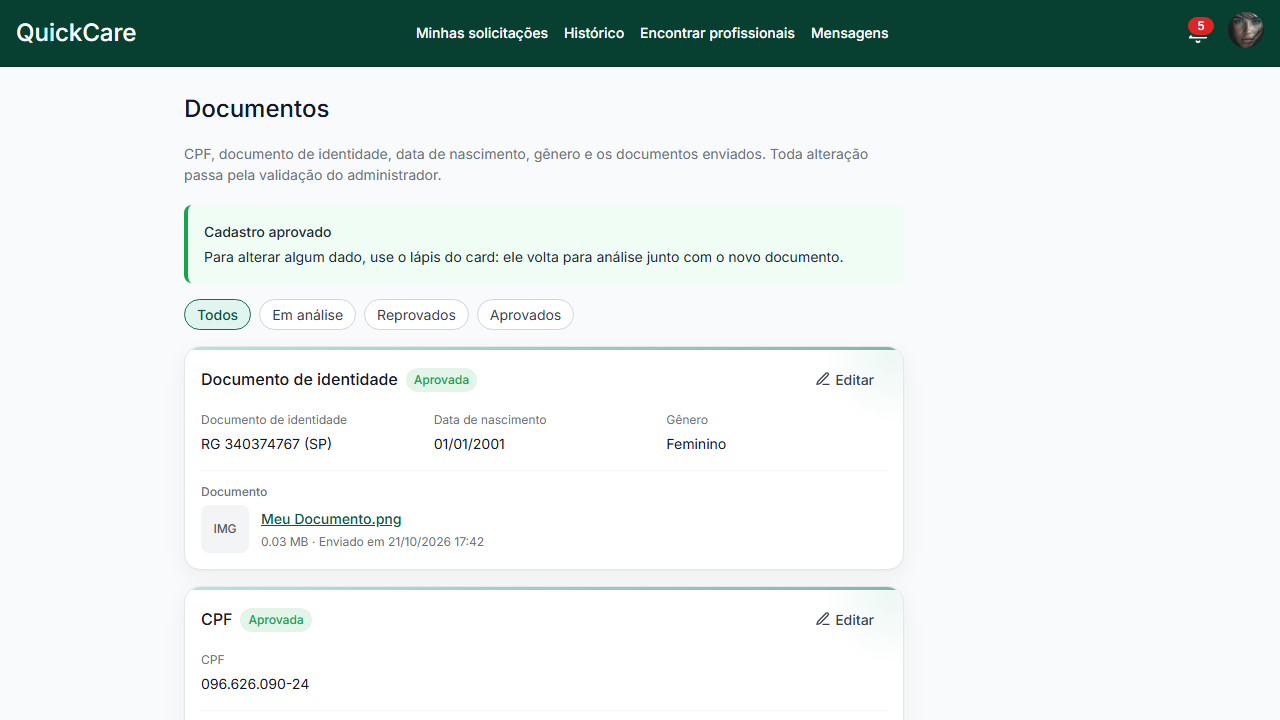 QuickCare
Minhas solicitações
Histórico
Encontrar profissionais
Mensagens
5
Documentos
CPF, documento de identidade, data de nascimento, gênero e os documentos enviados. Toda alteração
passa pela validação do administrador.
Cadastro aprovado
Para alterar algum dado, use o lápis do card: ele volta para análise junto com o novo documento.
Todos
Em análise
Reprovados
Aprovados
Documento de identidade
Aprovada
Editar
Documento de identidade
Data de nascimento
Gênero
RG 340374767 (SP)
01/01/2001
Feminino
Documento
IMG
Meu Documento.png
0.03 MB · Enviado em 21/10/2026 17:42
CPF
Aprovada
Editar
CPF
096.626.090-24